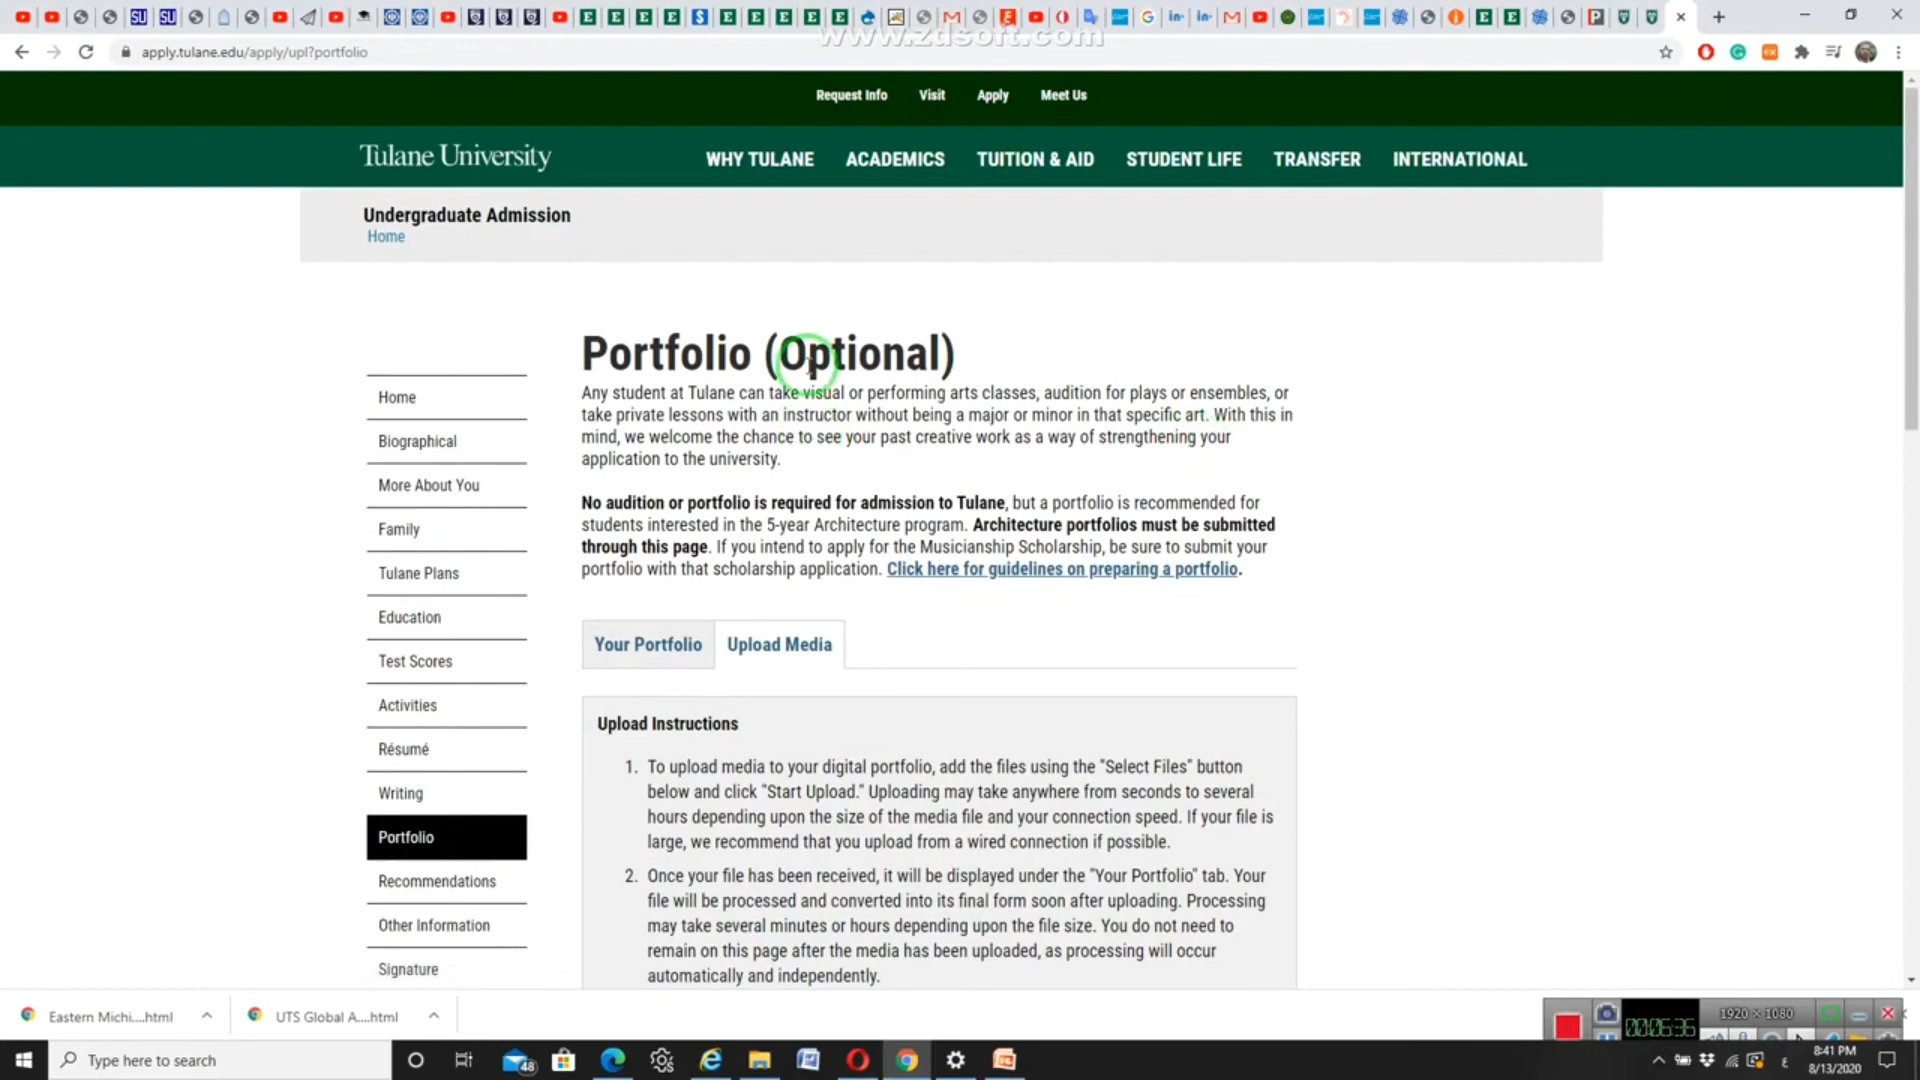 www.zdsoft.com
apply.tulane.edu/apply/upl?portfolio
Request Info Visit Apply Meet Us
Tulane University WHY TULANE ACADEMICS TUITION & AID STUDENT LIFE TRANSFER INTERNATIONAL
Undergraduate Admission
Home
Portfolio (Optional)
Any student at Tulane can take visual or performing arts classes, audition for plays or ensembles, or
take private lessons with an instructor without being a major or minor in that specific art. With this in
mind, we welcome the chance to see your past creative work as a way of strengthening your
application to the university.
No audition or portfolio is required for admission to Tulane, but a portfolio is recommended for
students interested in the 5-year Architecture program. Architecture portfolios must be submitted
through this page. If you intend to apply for the Musicianship Scholarship, be sure to submit your
portfolio with that scholarship application. Click here for guidelines on preparing a portfolio.
Home
Biographical
More About You
Family
Tulane Plans
Education
Test Scores
Activities
Résumé
Writing
Portfolio
Recommendations
Other Information
Signature
Your Portfolio Upload Media
Upload Instructions
1. To upload media to your digital portfolio, add the files using the "Select Files" button
below and click "Start Upload." Uploading may take anywhere from seconds to several
hours depending upon the size of the media file and your connection speed. If your file is
large, we recommend that you upload from a wired connection if possible.
2. Once your file has been received, it will be displayed under the "Your Portfolio" tab. Your
file will be processed and converted into its final form soon after uploading. Processing
may take several minutes or hours depending upon the file size. You do not need to
remain on this page after the media has been uploaded, as processing will occur
automatically and independently.
Eastern Michi....html UTS Global A....html
00:06:36 1920 × 1080
Type here to search
48
ع
8:41 PM
8/13/2020